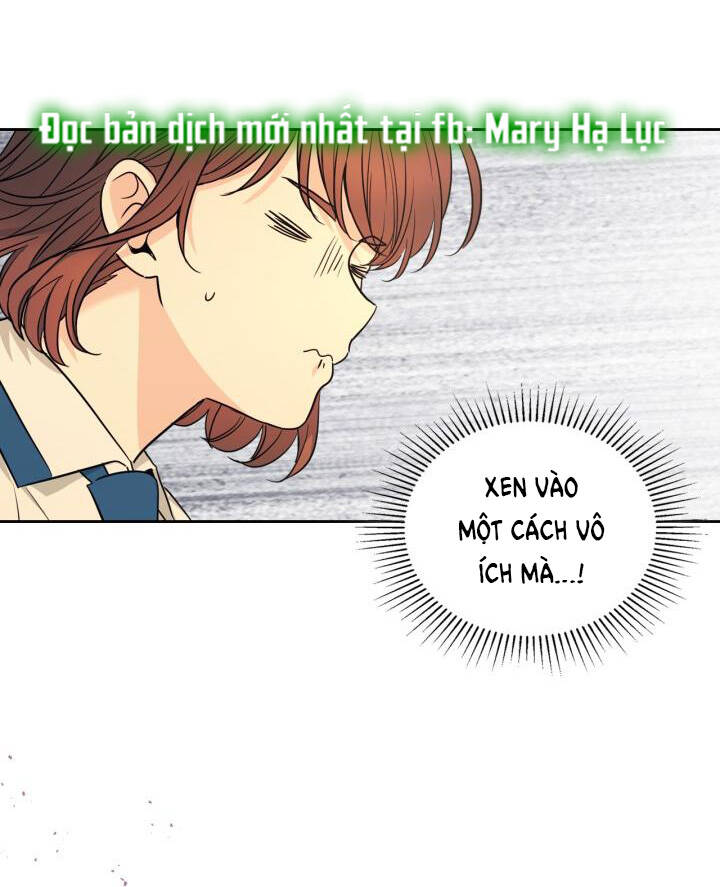 Đọc bản dịch mới nhất tại fb: Mary Hạ Lục
XEN VÀO
MỘT CÁCH VÔ
ÍCH MÀ...!